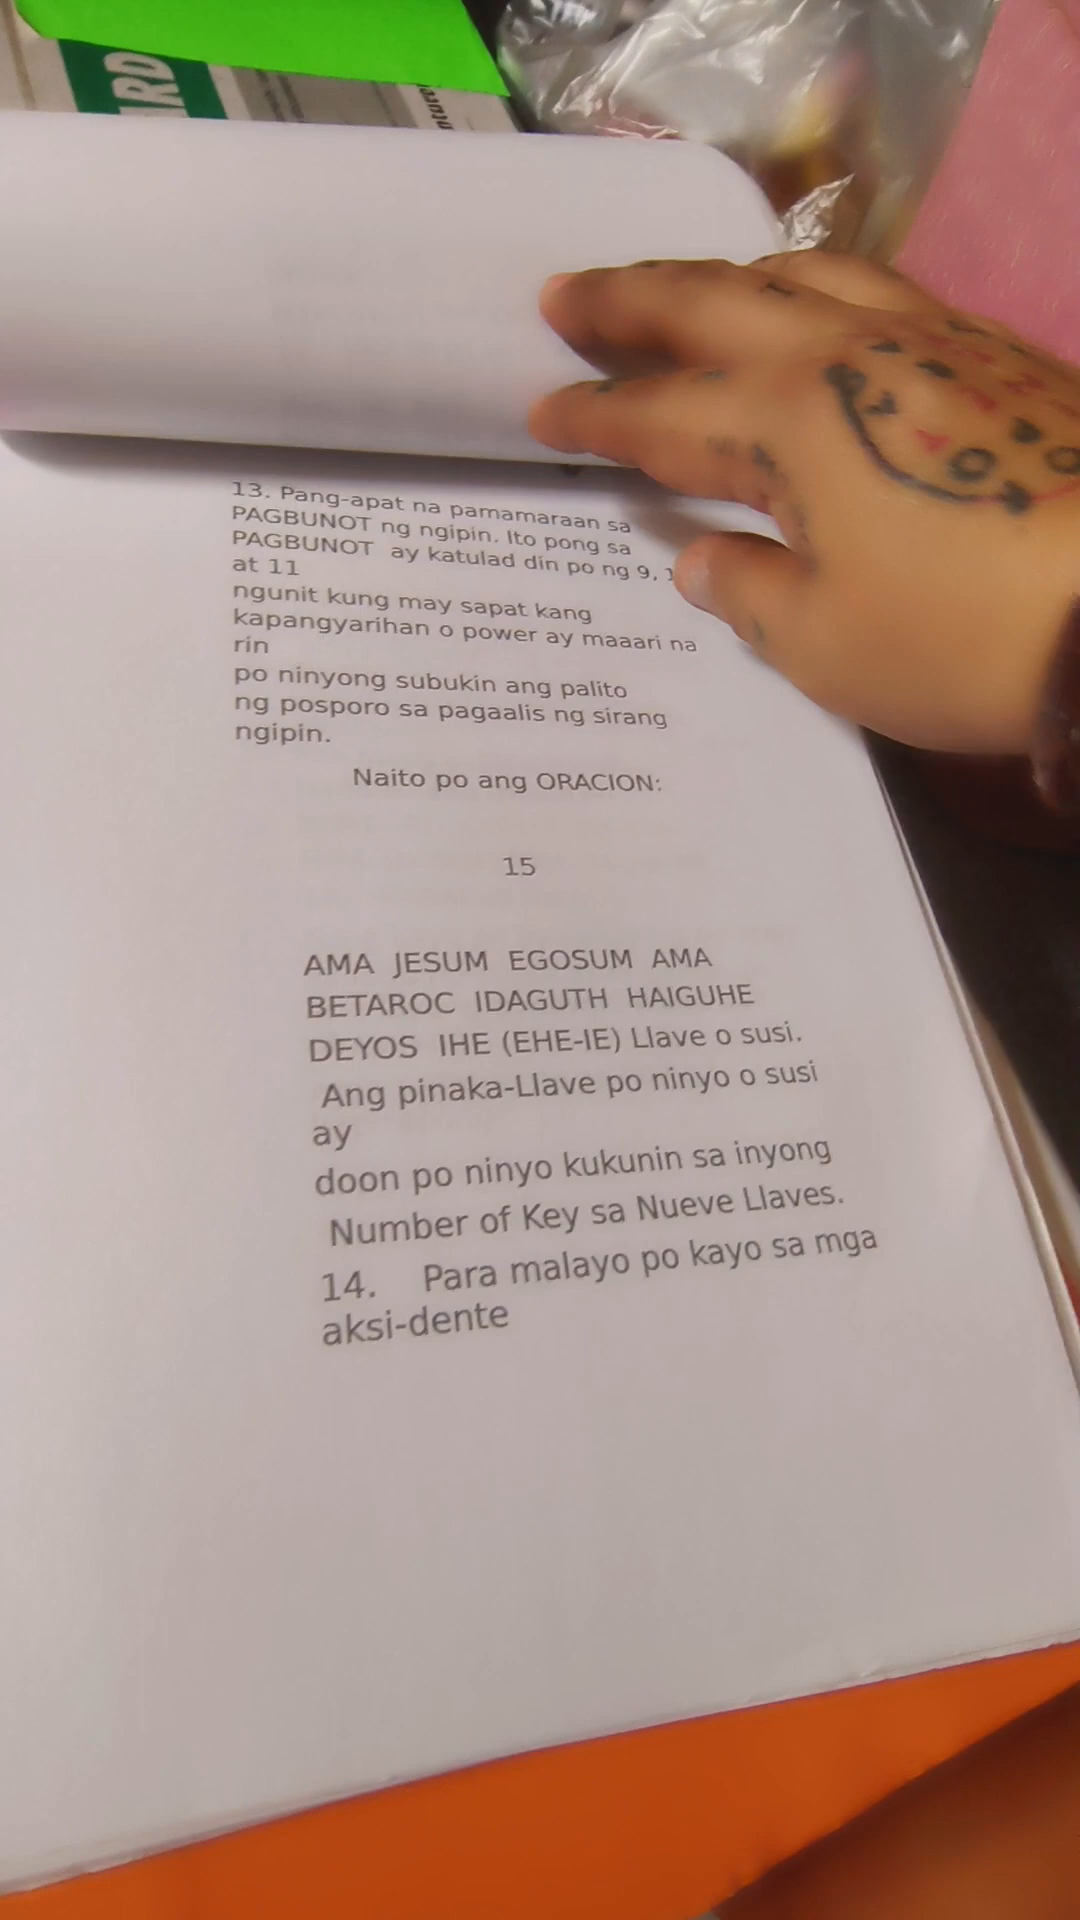 RD
nture
13. Pang-apat na pamamaraan sa
PAGBUNOT ng ngipin. Ito pong sa
PAGBUNOT ay katulad din po ng 9,
at 11
ngunit kung may sapat kang
kapangyarihan o power ay maaari na
rin
po ninyong subukin ang palito
ng posporo sa pagaalis ng sirang
ngipin.
Naito po ang ORACION:
15
AMA JESUM EGOSUM AMA
BETAROC IDAGUTH HAIGUHE
DEYOS IHE (EHE-IE) Llave o susi.
Ang pinaka-Llave po ninyo o susi
ay
doon po ninyo kukunin sa inyong
Number of Key sa Nueve Llaves.
14. Para malayo po kayo sa mga
aksi-dente